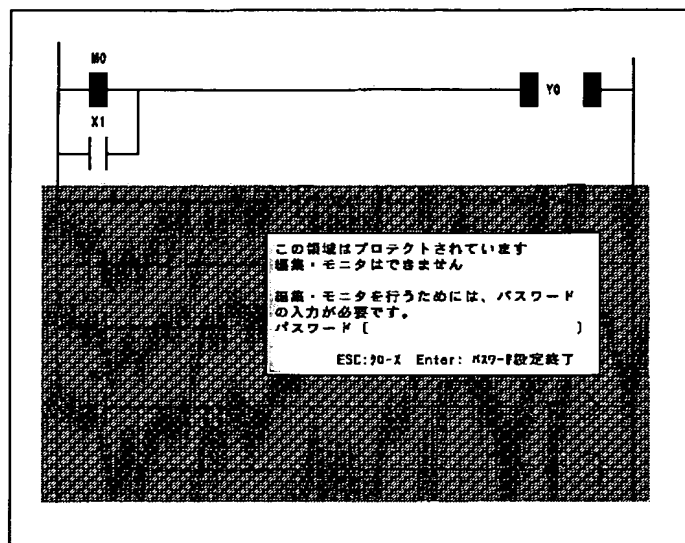 M0
Y0
X1
この領域はプロテクトされています
編集・モニタはできません
編集・モニタを行うためには、パスワード
の入力が必要です。
パスワード [ ]
ESC:ｸﾛｰｽﾞ Enter: ﾊﾟｽﾜｰﾄﾞ設定終了